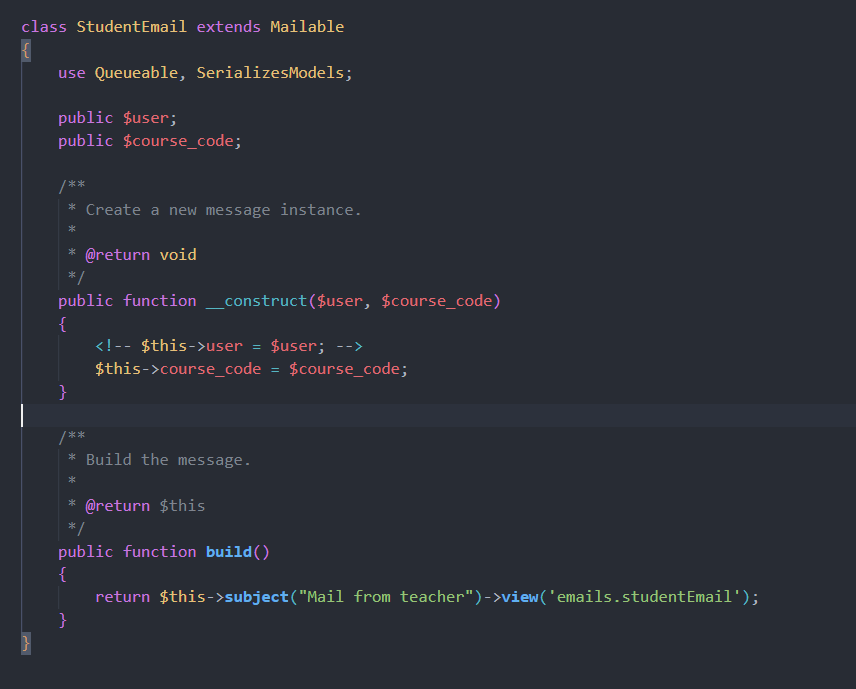 class StudentEmail extends Mailable
{
    use Queueable, SerializesModels;

    public $user;
    public $course_code;

    /**
     * Create a new message instance.
     *
     * @return void
     */
    public function __construct($user, $course_code)
    {
        <!-- $this->user = $user; -->
        $this->course_code = $course_code;
    }

    /**
     * Build the message.
     *
     * @return $this
     */
    public function build()
    {
        return $this->subject("Mail from teacher")->view('emails.studentEmail');
    }
}